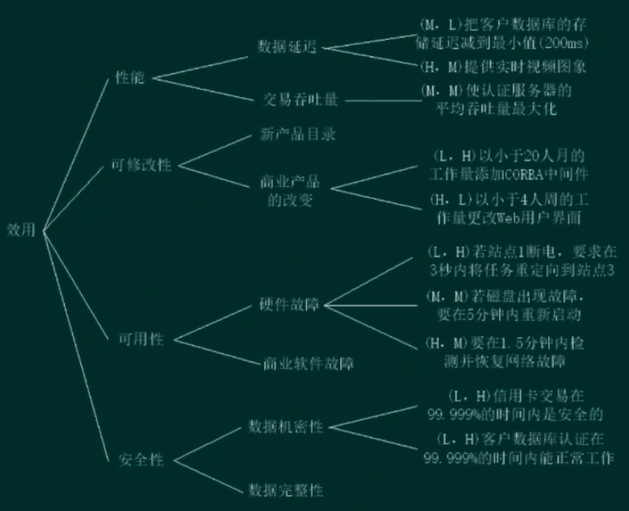 效用
性能
数据延迟
(M，L)把客户数据库的存
储延迟减到最小值(200ms)
(H，M)提供实时视频图象
交易吞吐量
(M，M)使认证服务器的
平均吞吐量最大化
可修改性
新产品目录
商业产品
的改变
(L，H)以小于20人月的
工作量添加CORBA中间件
(H，L)以小于4人周的工
作量更改Web用户界面
可用性
硬件故障
(L，H)若站点1断电，要求在
3秒内将任务重定向到站点3
(M，M)若磁盘出现故障，
要在5分钟内重新启动
(H，M)要在1.5分钟内检
测并恢复网络故障
商业软件故障
安全性
数据机密性
(L，H)信用卡交易在
99.999%的时间内是安全的
(L，H)客户数据库认证在
99.999%的时间内能正常工作
数据完整性